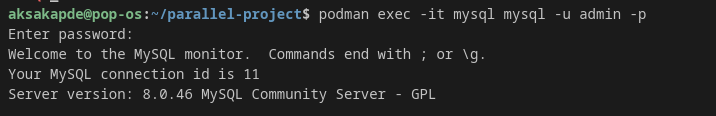 aksakapde@pop-os:~/parallel-project$ podman exec -it mysql mysql -u admin -p
Enter password:
Welcome to the MySQL monitor.  Commands end with ; or \g.
Your MySQL connection id is 11
Server version: 8.0.46 MySQL Community Server - GPL